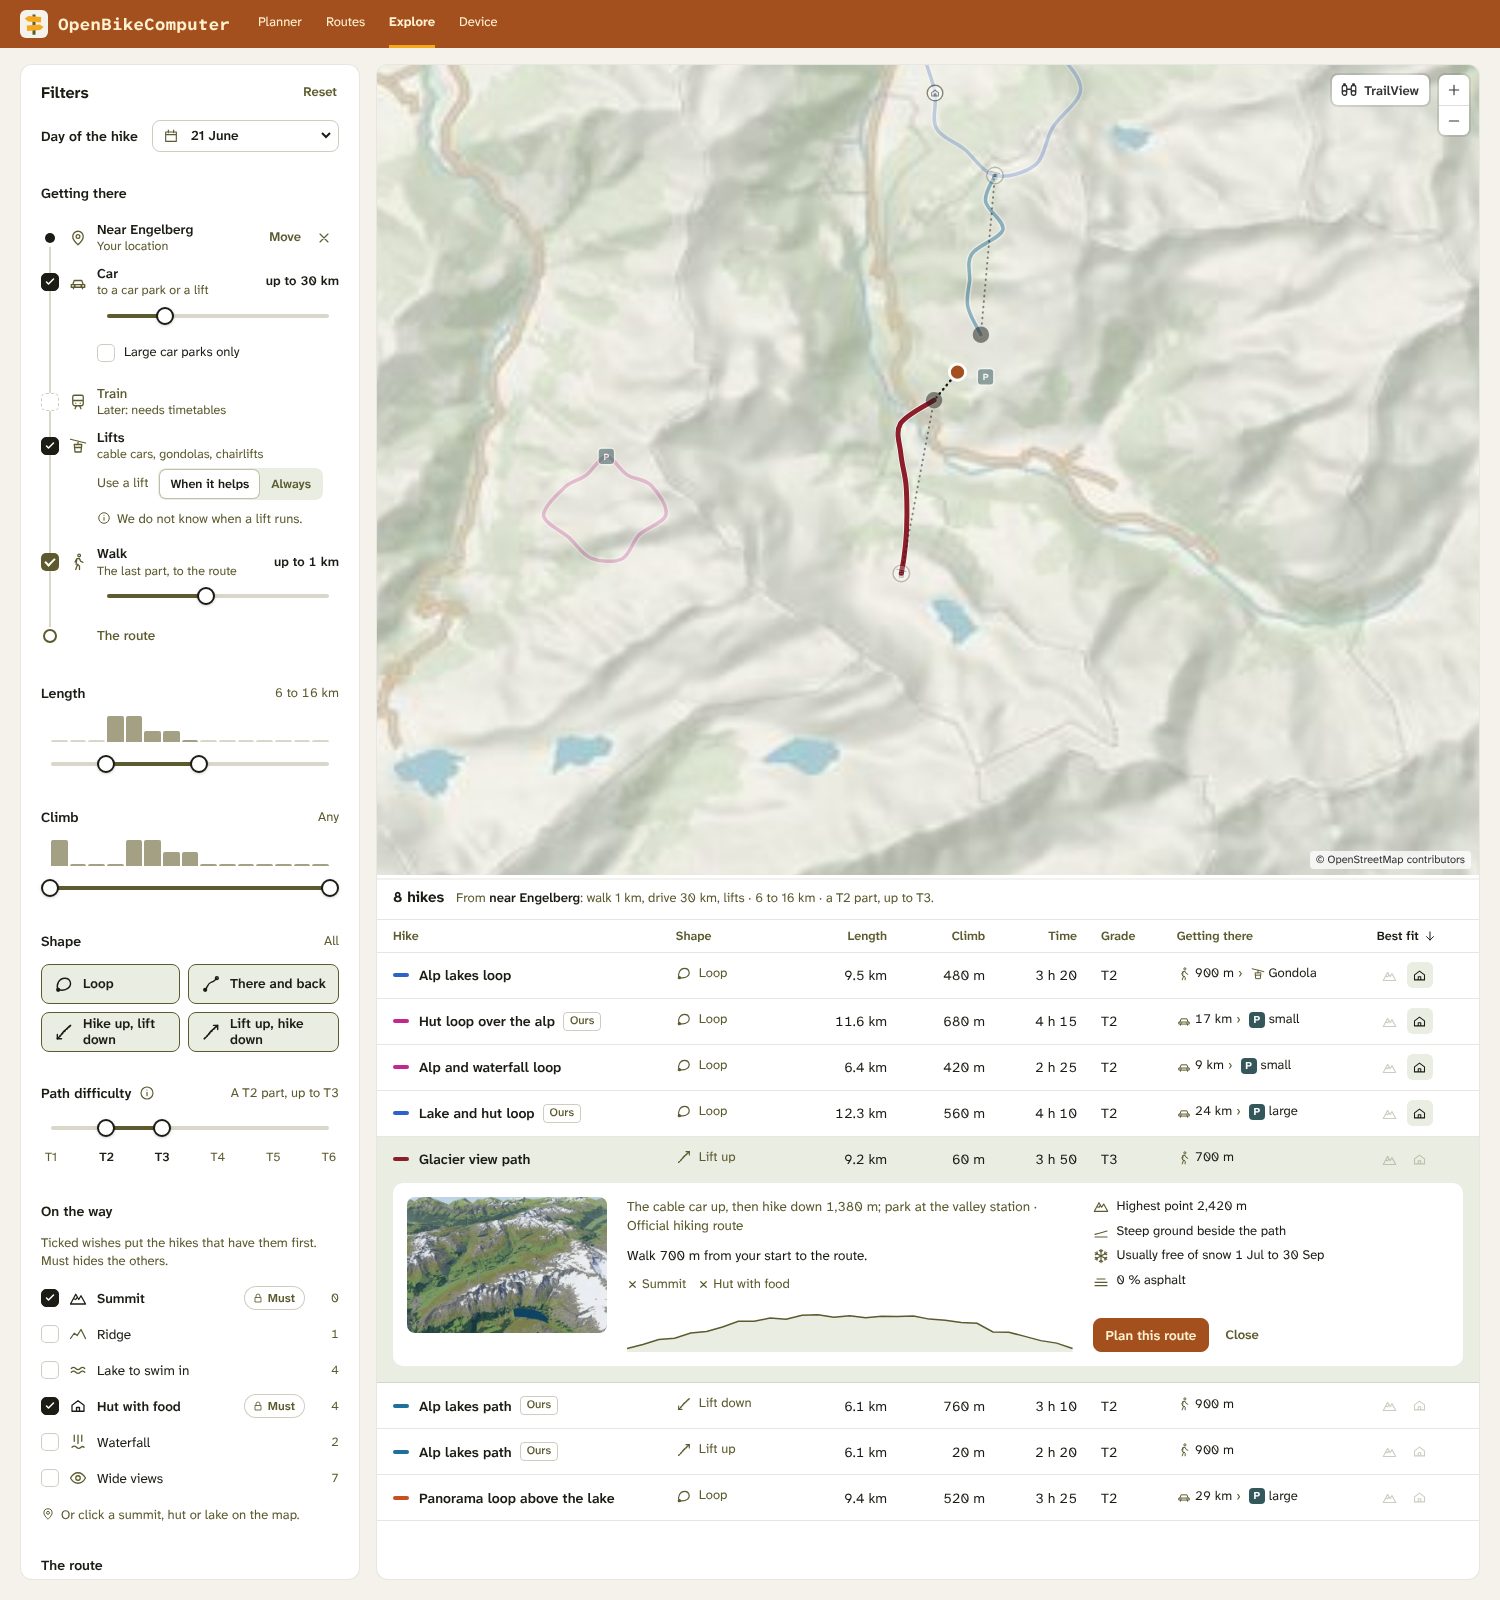 OpenBikeComputer
Planner
Routes
Explore
Device
Filters
Reset
Day of the hike
21 June
Getting there
Near Engelberg
Your location
Move
Car
to a car park or a lift
up to 30 km
Large car parks only
Train
Later: needs timetables
Lifts
cable cars, gondolas, chairlifts
Use a lift
When it helps
Always
We do not know when a lift runs.
Walk
The last part, to the route
up to 1 km
The route
Length
6 to 16 km
Climb
Any
Shape
All
Loop
There and back
Hike up, lift
down
Lift up, hike
down
Path difficulty
A T2 part, up to T3
T1 T2 T3 T4 T5 T6
On the way
Ticked wishes put the hikes that have them first.
Must hides the others.
Summit Must 0
Ridge 1
Lake to swim in 4
Hut with food Must 4
Waterfall 2
Wide views 7
Or click a summit, hut or lake on the map.
The route
TrailView
+
−
P
P
© OpenStreetMap contributors
8 hikes From near Engelberg: walk 1 km, drive 30 km, lifts · 6 to 16 km · a T2 part, up to T3.
Hike Shape Length Climb Time Grade Getting there Best fit ↓
Alp lakes loop Loop 9.5 km 480 m 3 h 20 T2 900 m › Gondola
Hut loop over the alp Ours Loop 11.6 km 680 m 4 h 15 T2 17 km › P small
Alp and waterfall loop Loop 6.4 km 420 m 2 h 25 T2 9 km › P small
Lake and hut loop Ours Loop 12.3 km 560 m 4 h 10 T2 24 km › P large
Glacier view path Lift up 9.2 km 60 m 3 h 50 T3 700 m
The cable car up, then hike down 1,380 m; park at the valley station ·
Official hiking route
Walk 700 m from your start to the route.
× Summit × Hut with food
Highest point 2,420 m
Steep ground beside the path
Usually free of snow 1 Jul to 30 Sep
0 % asphalt
Plan this route
Close
Alp lakes path Ours Lift down 6.1 km 760 m 3 h 10 T2 900 m
Alp lakes path Ours Lift up 6.1 km 20 m 2 h 20 T2 900 m
Panorama loop above the lake Loop 9.4 km 520 m 3 h 25 T2 29 km › P large